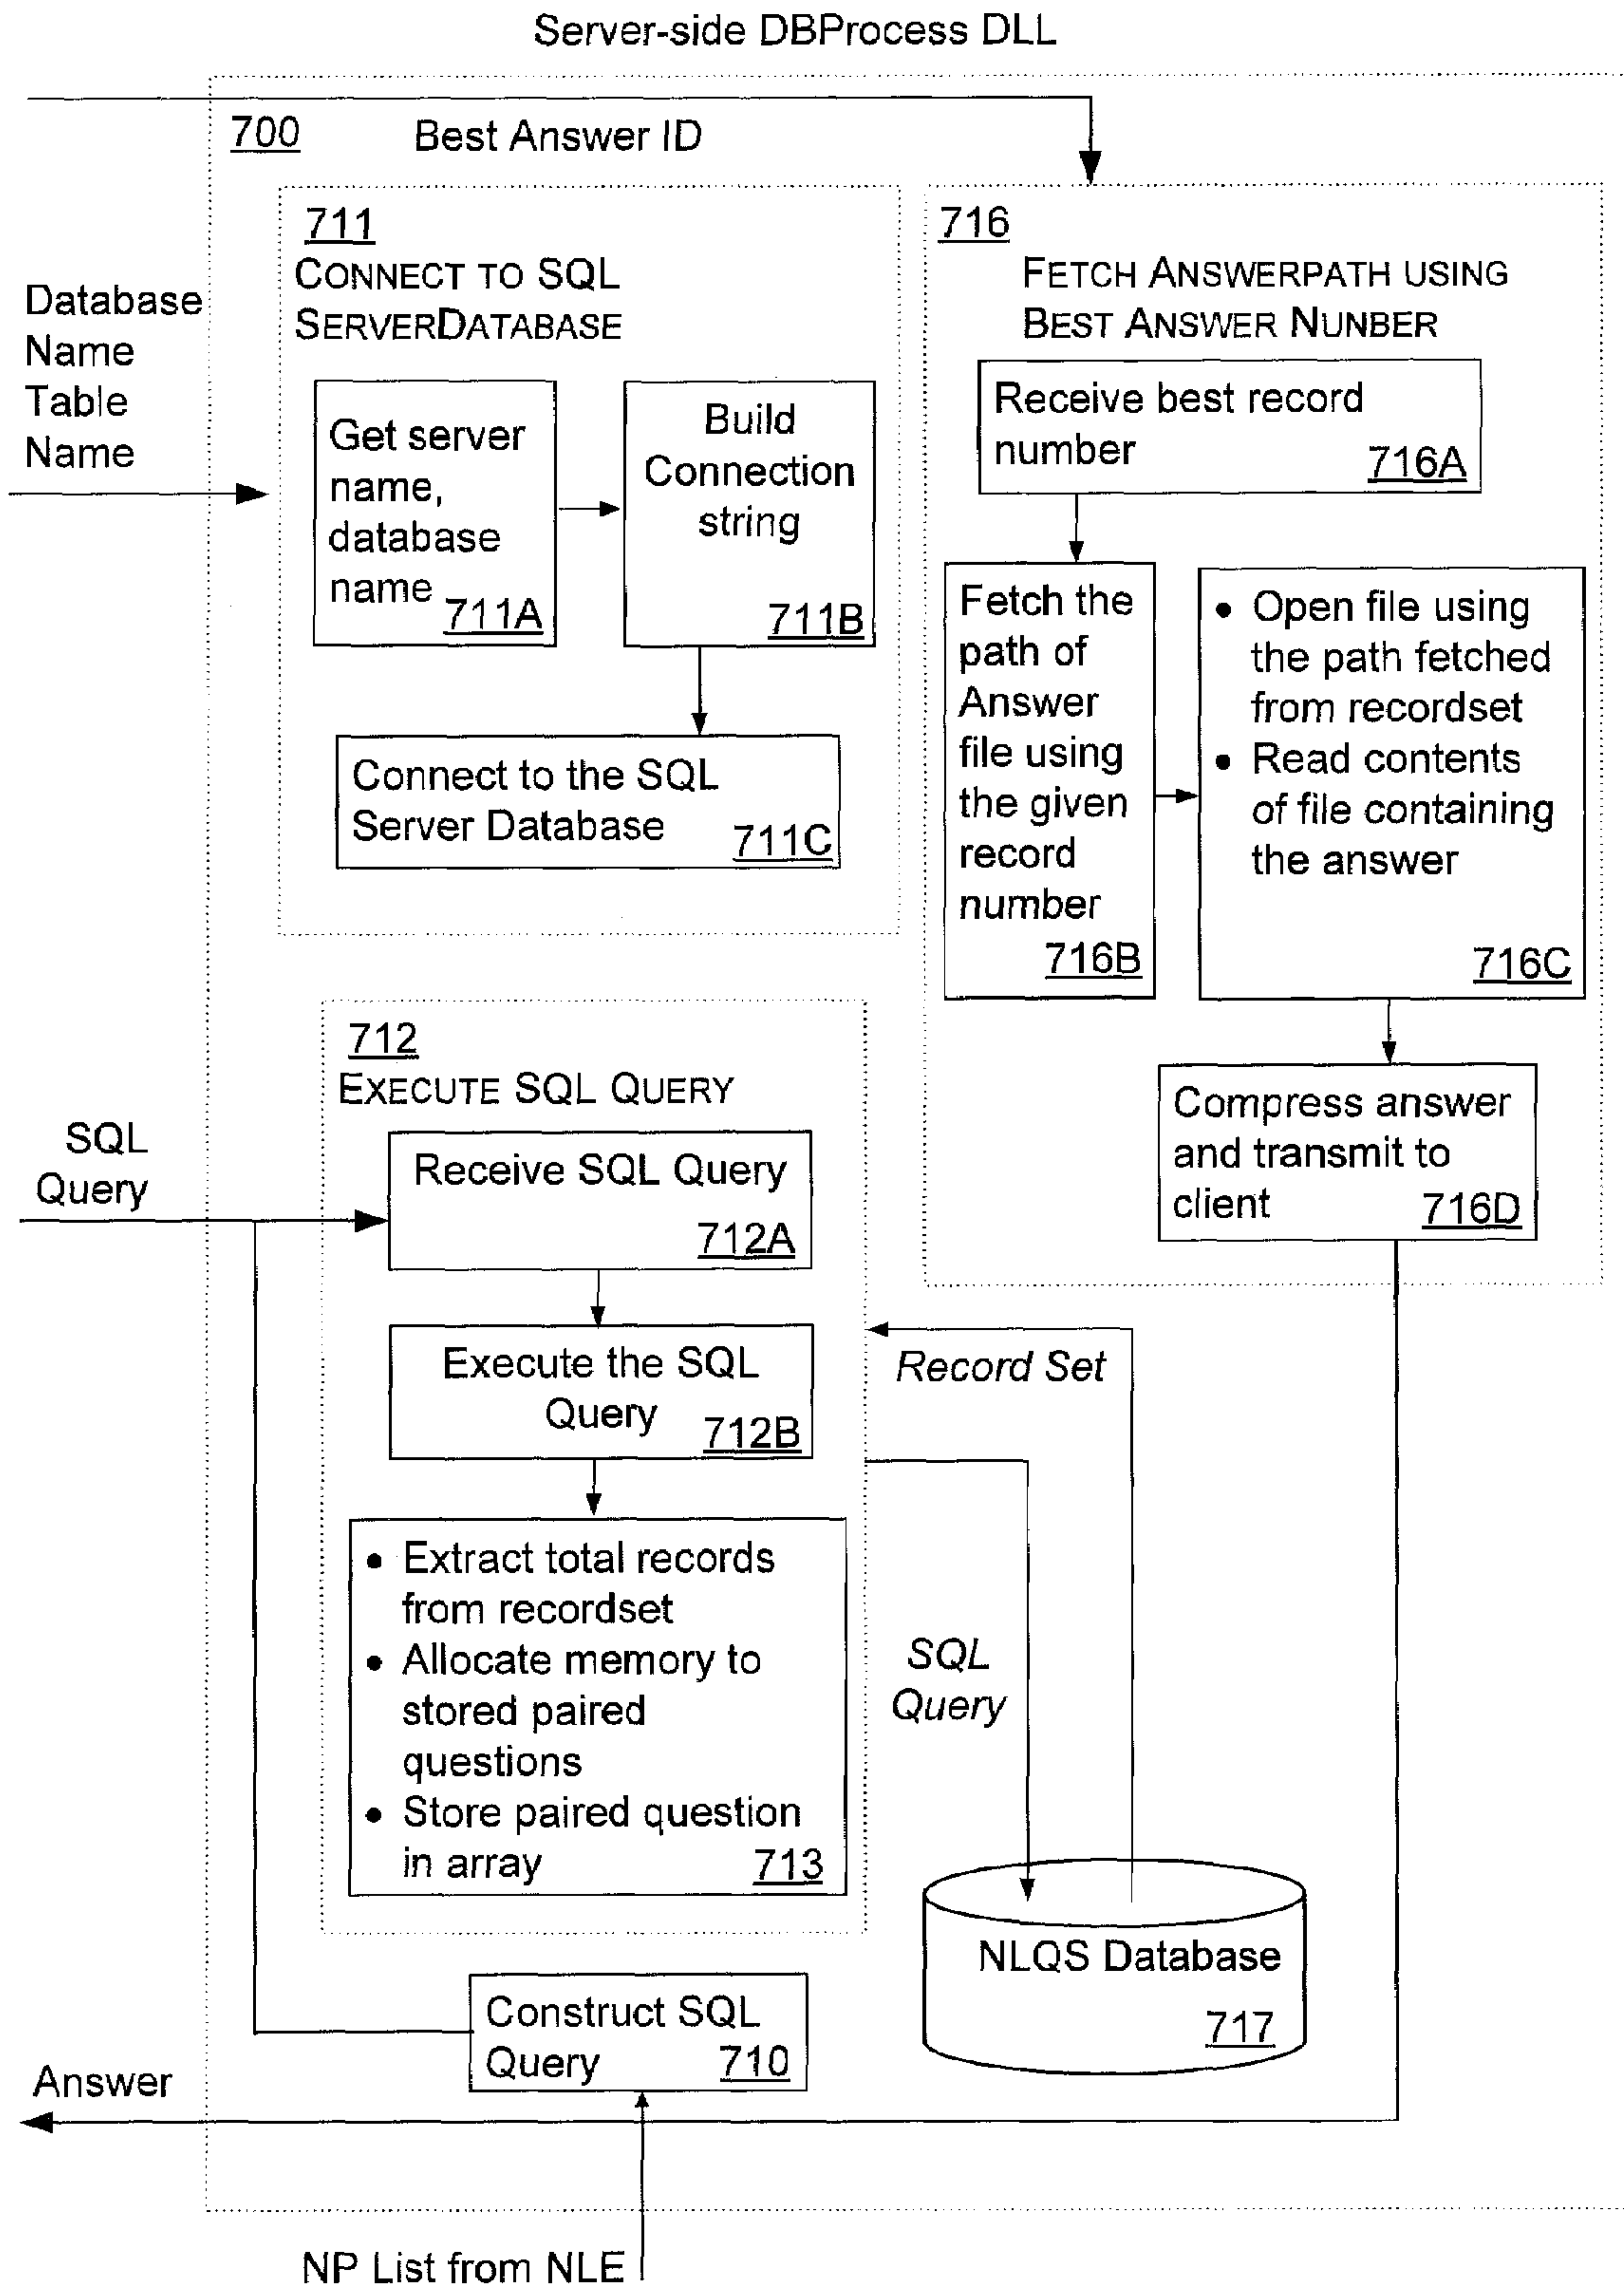 Server-side DBProcess DLL
700
Best Answer ID
Database
Name
Table
Name
711
CONNECT TO SQL
SERVERDATABASE
Get server
name,
database
name
711A
Build
Connection
string
711B
Connect to the SQL
Server Database
711C
716
FETCH ANSWERPATH USING
BEST ANSWER NUNBER
Receive best record
number
716A
Fetch the
path of
Answer
file using
the given
record
number
716B
• Open file using
the path fetched
from recordset
• Read contents
of file containing
the answer
716C
Compress answer
and transmit to
client
716D
SQL
Query
712
EXECUTE SQL QUERY
Receive SQL Query
712A
Execute the SQL
Query
712B
• Extract total records
from recordset
• Allocate memory to
stored paired
questions
• Store paired question
in array
713
Record Set
SQL
Query
NLQS Database
717
Construct SQL
Query
710
Answer
NP List from NLE